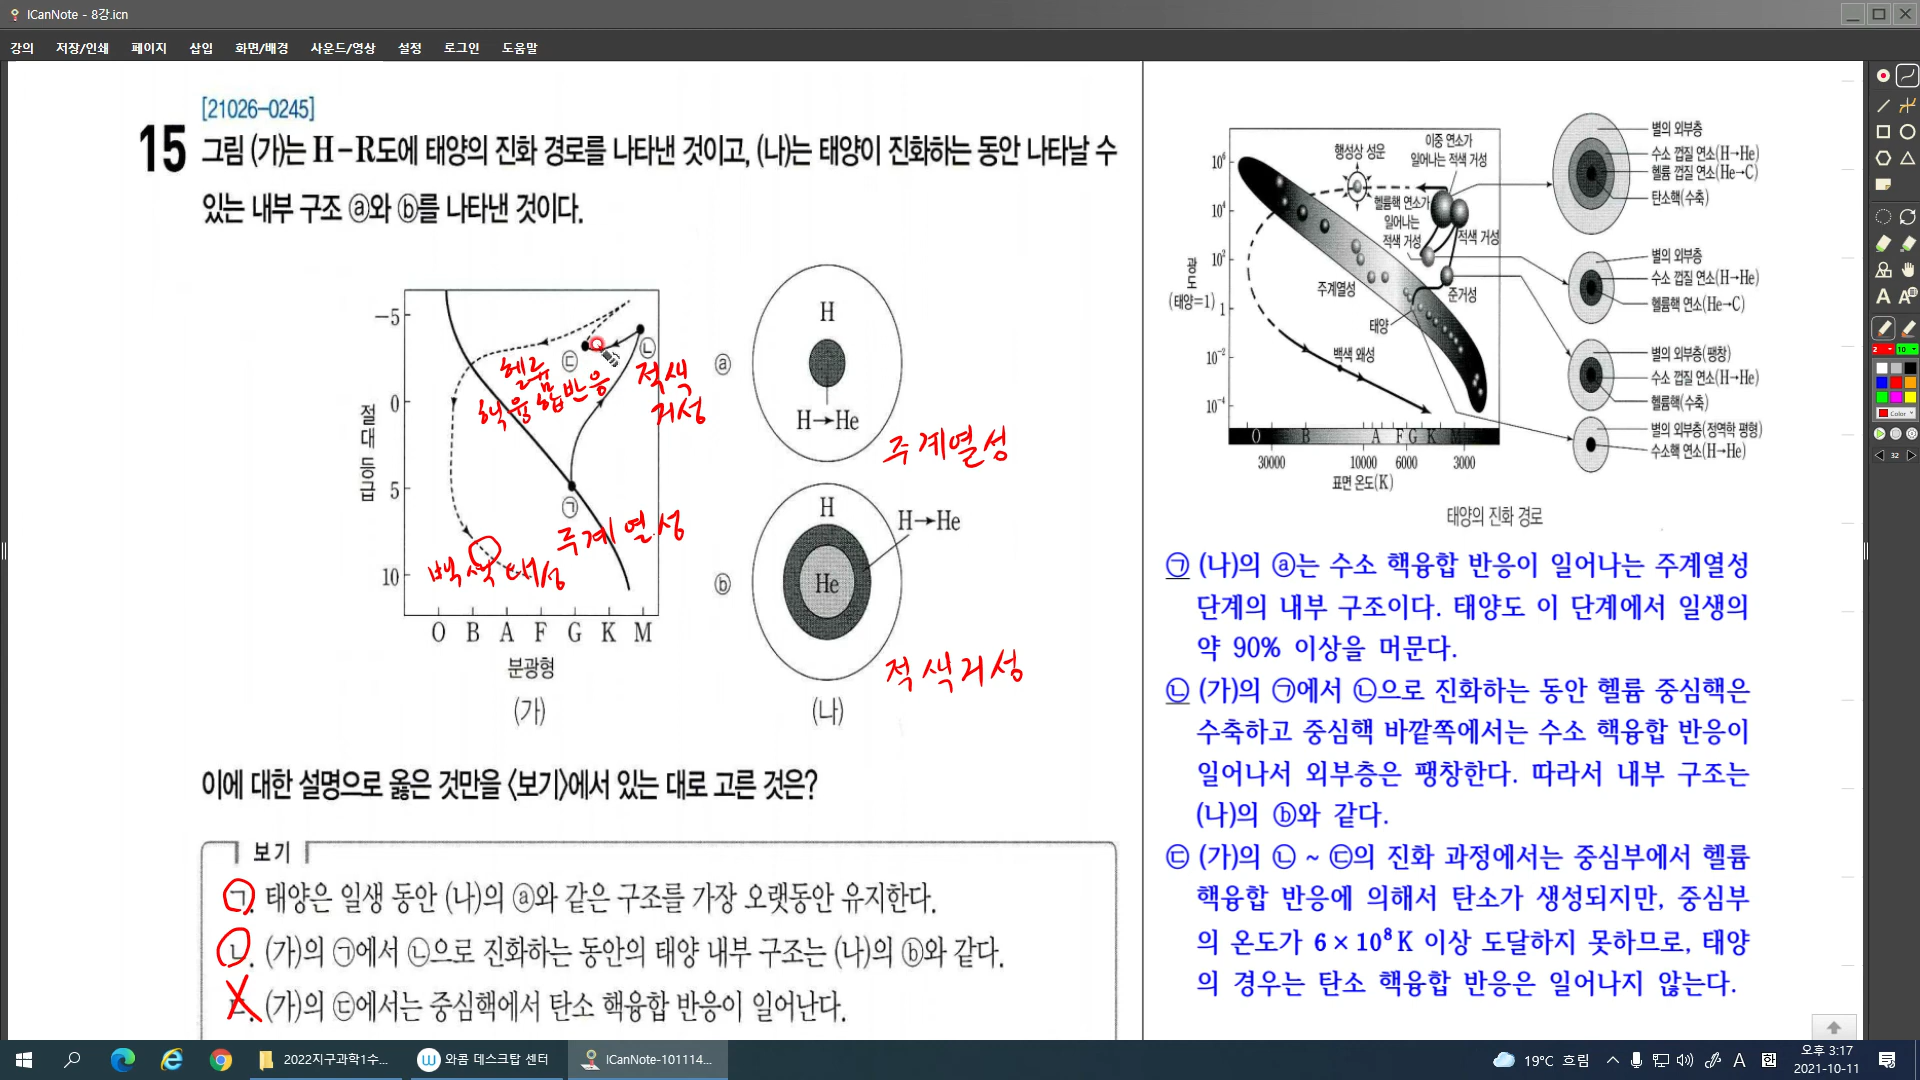 ICanNote - 8강.icn
강의 저장/인쇄 페이지 삽입 화면/배경 사운드/영상 설정 로그인 도움말
[21026-0245]
15 그림 (가)는 H-R도에 태양의 진화 경로를 나타낸 것이고, (나)는 태양이 진화하는 동안 나타날 수
있는 내부 구조 ⓐ와 ⓑ를 나타낸 것이다.
절대 등급
-5
0
5
10
O B A F G K M
분광형
(가)
㉠
㉡
㉢
헬륨
핵융합반응
적색
거성
주계열성
백색왜성
ⓐ
H
H→He
주계열성
ⓑ
H
H→He
He
적색거성
(나)
이에 대한 설명으로 옳은 것만을 〈보기〉에서 있는 대로 고른 것은?
보기
ㄱ. 태양은 일생 동안 (나)의 ⓐ와 같은 구조를 가장 오랫동안 유지한다.
ㄴ. (가)의 ㉠에서 ㉡으로 진화하는 동안의 태양 내부 구조는 (나)의 ⓑ와 같다.
ㄷ. (가)의 ㉢에서는 중심핵에서 탄소 핵융합 반응이 일어난다.
광도
(태양=1)
10⁶
10⁴
10²
1
10⁻²
10⁻⁴
행성상 성운
이중 연소가
일어나는 적색 거성
헬륨핵 연소가
일어나는
적색 거성
적색 거성
주계열성
준거성
태양
백색 왜성
O B A F G K M
30000 10000 6000 3000
표면 온도(K)
별의 외부층
수소 껍질 연소(H→He)
헬륨 껍질 연소(He→C)
탄소핵(수축)
별의 외부층
수소 껍질 연소(H→He)
헬륨핵 연소(He→C)
별의 외부층(팽창)
수소 껍질 연소(H→He)
헬륨핵(수축)
별의 외부층(정역학 평형)
수소핵 연소(H→He)
태양의 진화 경로
㉠ (나)의 ⓐ는 수소 핵융합 반응이 일어나는 주계열성
단계의 내부 구조이다. 태양도 이 단계에서 일생의
약 90% 이상을 머문다.
㉡ (가)의 ㉠에서 ㉡으로 진화하는 동안 헬륨 중심핵은
수축하고 중심핵 바깥쪽에서는 수소 핵융합 반응이
일어나서 외부층은 팽창한다. 따라서 내부 구조는
(나)의 ⓑ와 같다.
㉢ (가)의 ㉡ ~ ㉢의 진화 과정에서는 중심부에서 헬륨
핵융합 반응에 의해서 탄소가 생성되지만, 중심부
의 온도가 6×10⁸K 이상 도달하지 못하므로, 태양
의 경우는 탄소 핵융합 반응은 일어나지 않는다.
2 10
Color
32
2022지구과학1수... 와콤 데스크탑 센터 ICanNote-101114...
19°C 흐림 A 한 오후 3:17
2021-10-11